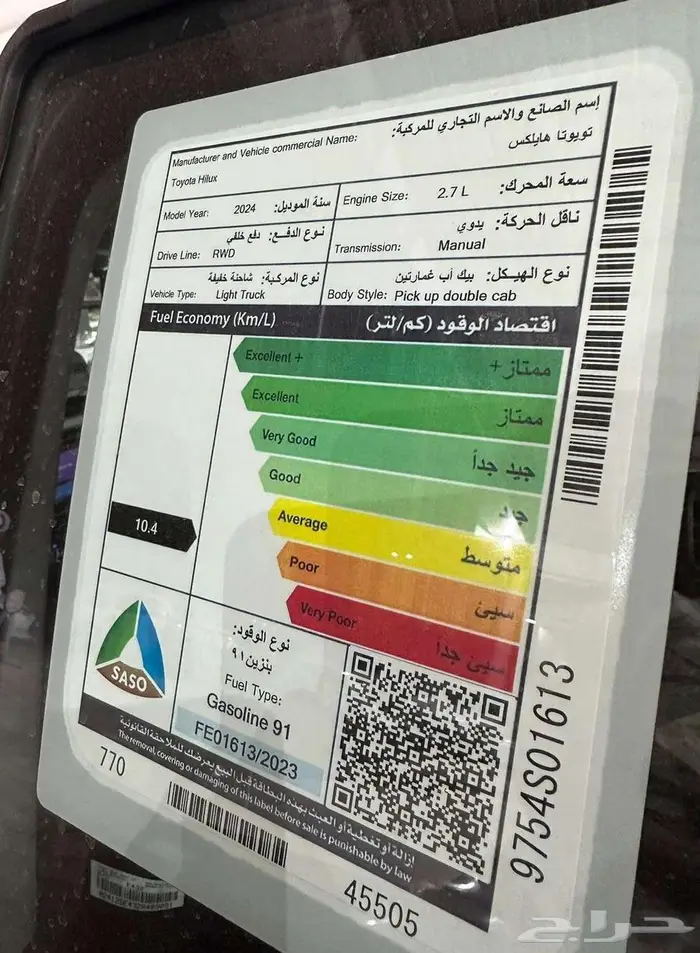 إسم الصانع والاسم التجاري للمركبة:
Manufacturer and Vehicle commercial Name:
تويوتا هايلكس
Toyota Hilux
سعة المحرك: 2.7 L Engine Size:
سنة الموديل: 2024 Model Year:
ناقل الحركة: يدوي
Transmission: Manual
نوع الدفع: دفع خلفي
Drive Line: RWD
نوع الهيكل: بيك أب غمارتين
Body Style: Pick up double cab
نوع المركبة: شاحنة خفيفة
Vehicle Type: Light Truck
Fuel Economy (Km/L) اقتصاد الوقود (كم/لتر)
Excellent + ممتاز+
Excellent ممتاز
Very Good جيد جداً
Good جيد
10.4
Average متوسط
Poor سيئ
Very Poor سيئ جداً
SASO
نوع الوقود:
بنزين ٩١
Fuel Type:
Gasoline 91
FE01613/2023
إزالة أو تغطية أو العبث بهذه البطاقة قبل البيع يعرضك للملاحقة القانونية
The removal, covering or damaging of this label before sale is punishable by law
770
45505
9754S01613
حراج